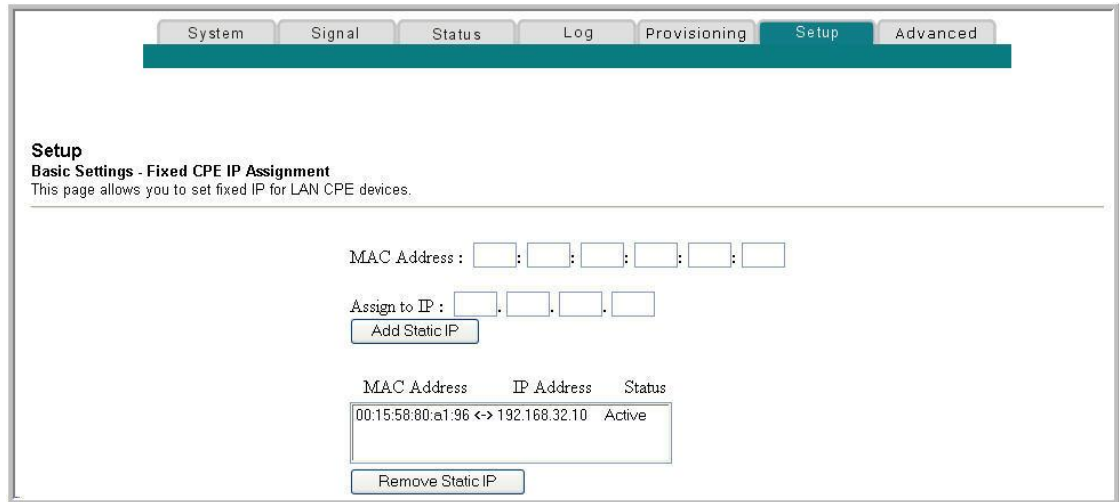 System Signal Status Log Provisioning Setup Advanced
Setup
Basic Settings - Fixed CPE IP Assignment
This page allows you to set fixed IP for LAN CPE devices.
MAC Address : : : : : :
Assign to IP : . . .
Add Static IP
MAC Address IP Address Status
00:15:58:80:a1:96 <-> 192.168.32.10 Active
Remove Static IP